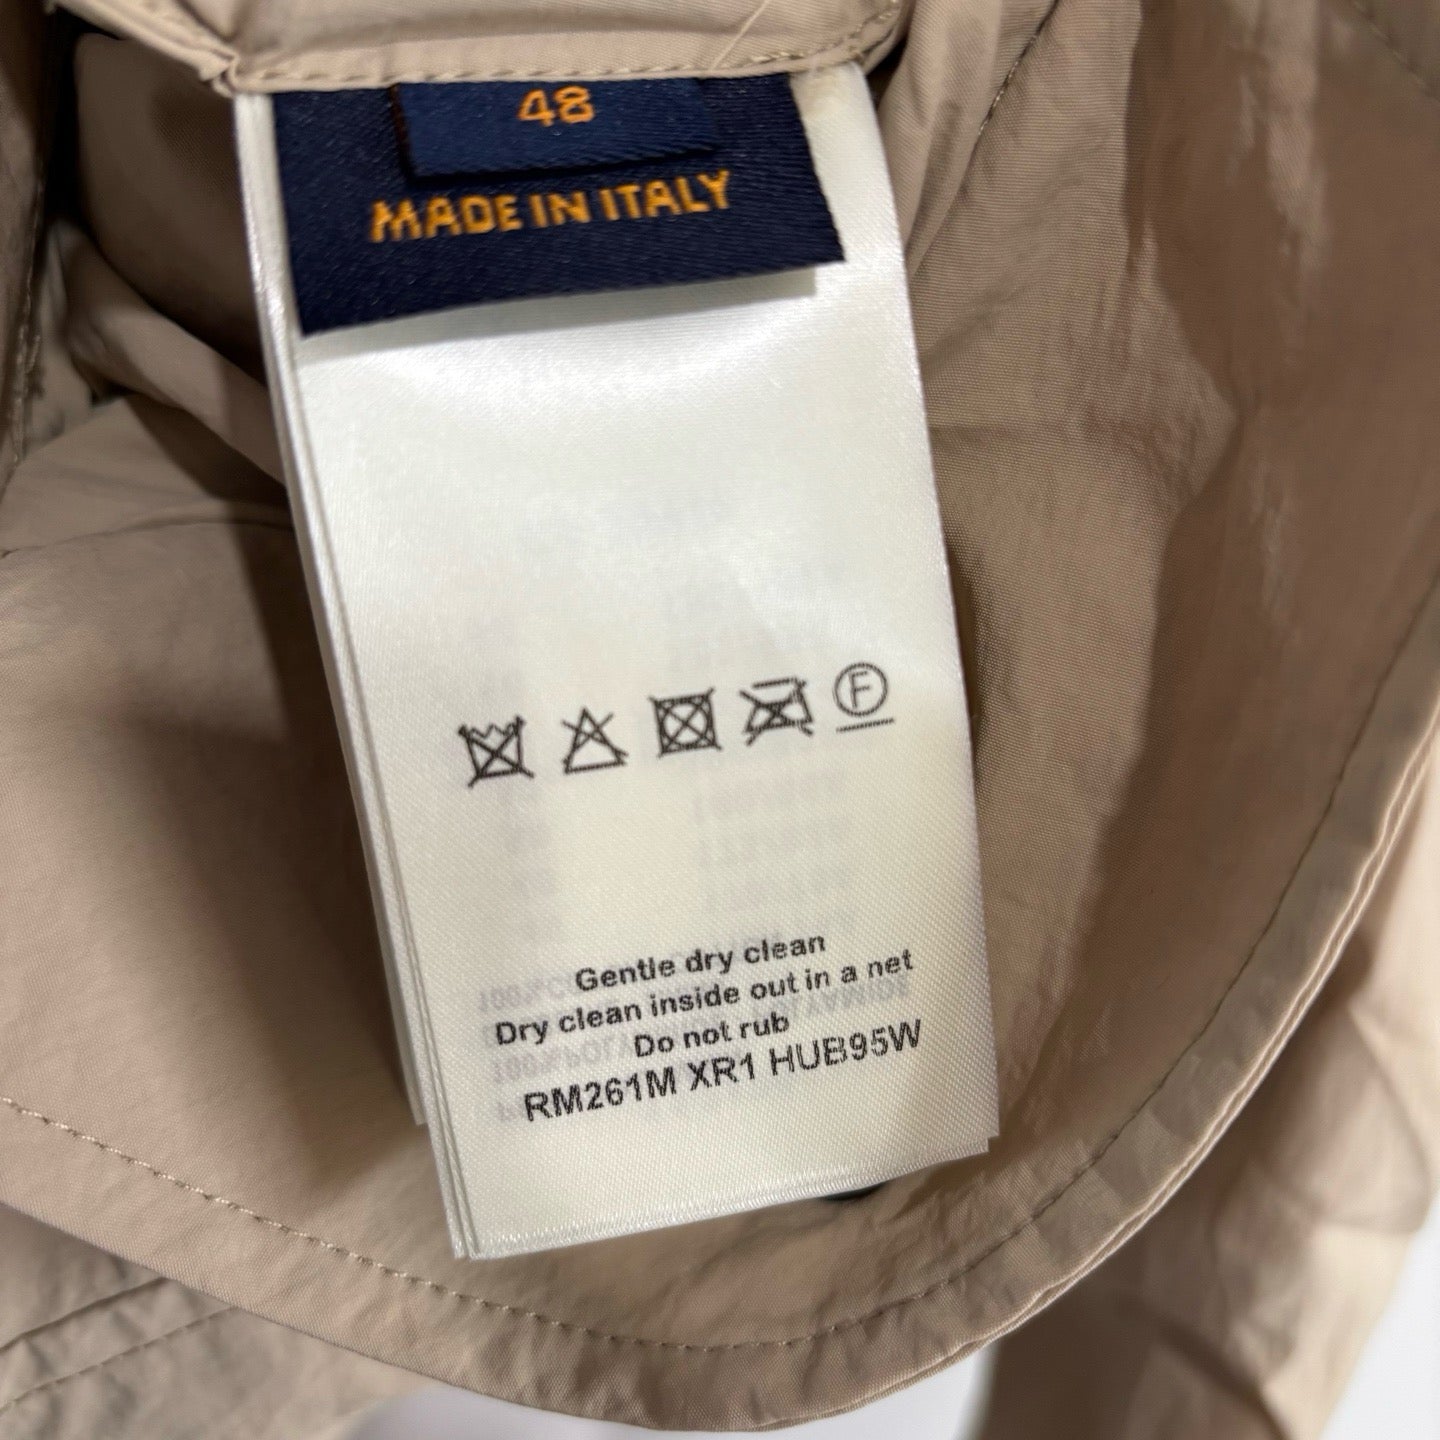 48
MADE IN ITALY
F
Gentle dry clean
Dry clean inside out in a net
Do not rub
RM261M XR1 HUB95W